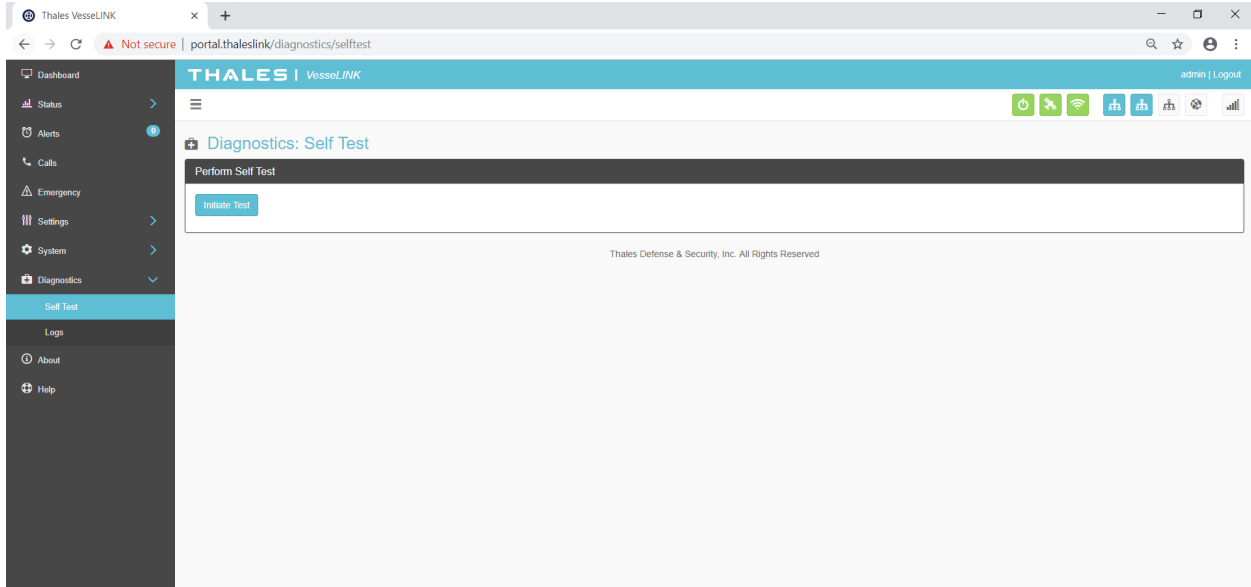 Thales VesseLINK
Not secure | portal.thaleslink/diagnostics/selftest
Dashboard
THALES | VesseLINK
admin | Logout
Status
Alerts
0
Calls
Emergency
Settings
System
Diagnostics
Self Test
Logs
About
Help
Diagnostics: Self Test
Perform Self Test
Initiate Test
Thales Defense & Security, Inc. All Rights Reserved